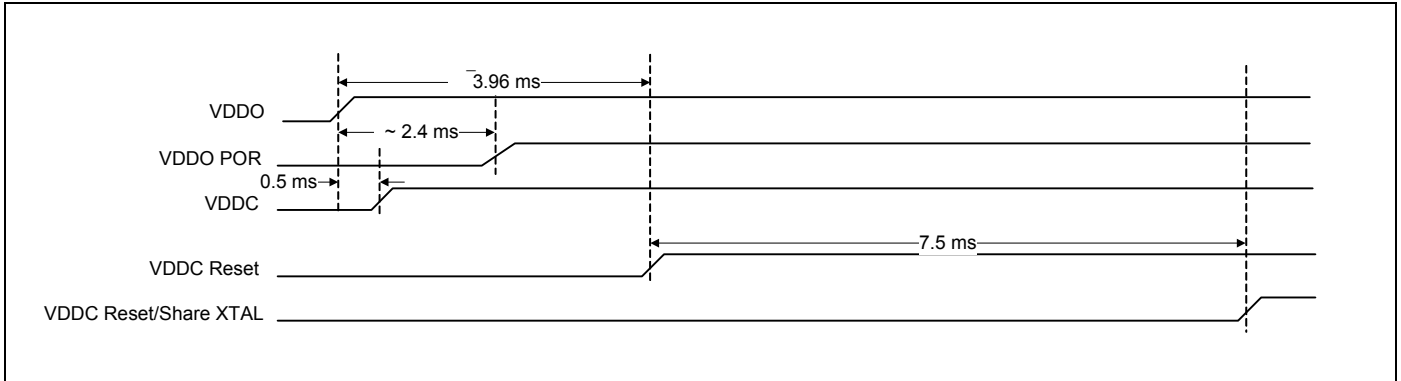 ‾3.96 ms
VDDO
~ 2.4 ms
VDDO POR
0.5 ms
VDDC
7.5 ms
VDDC Reset
VDDC Reset/Share XTAL